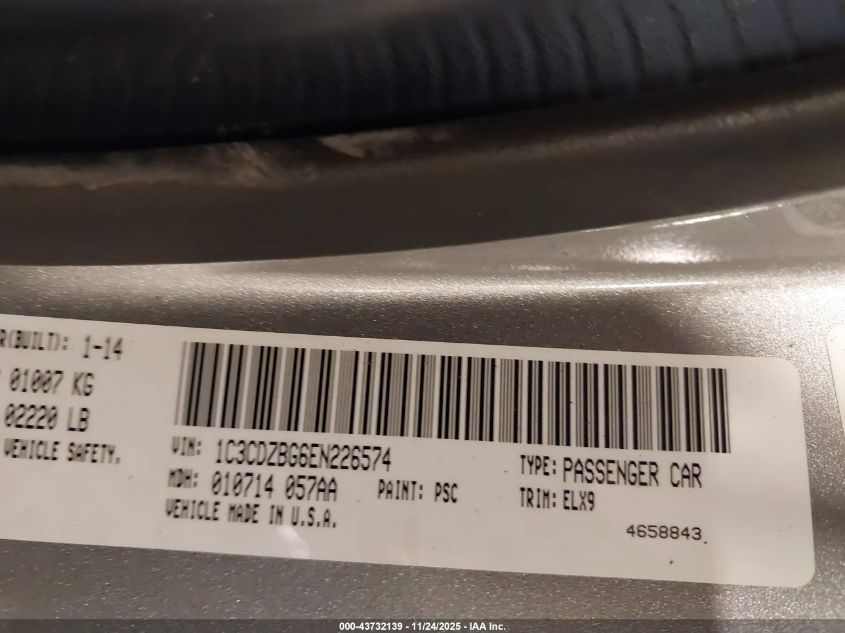 R(BUILT): 1-14
01007 KG
02220 LB
VEHICLE SAFETY,
VIN: 1C3CDZBG6EN226574
TYPE: PASSENGER CAR
MDH: 010714 057AA
PAINT: PSC
TRIM: ELX9
VEHICLE MADE IN U.S.A.
4658843.
000-43732139 - 11/24/2025 - IAA Inc.